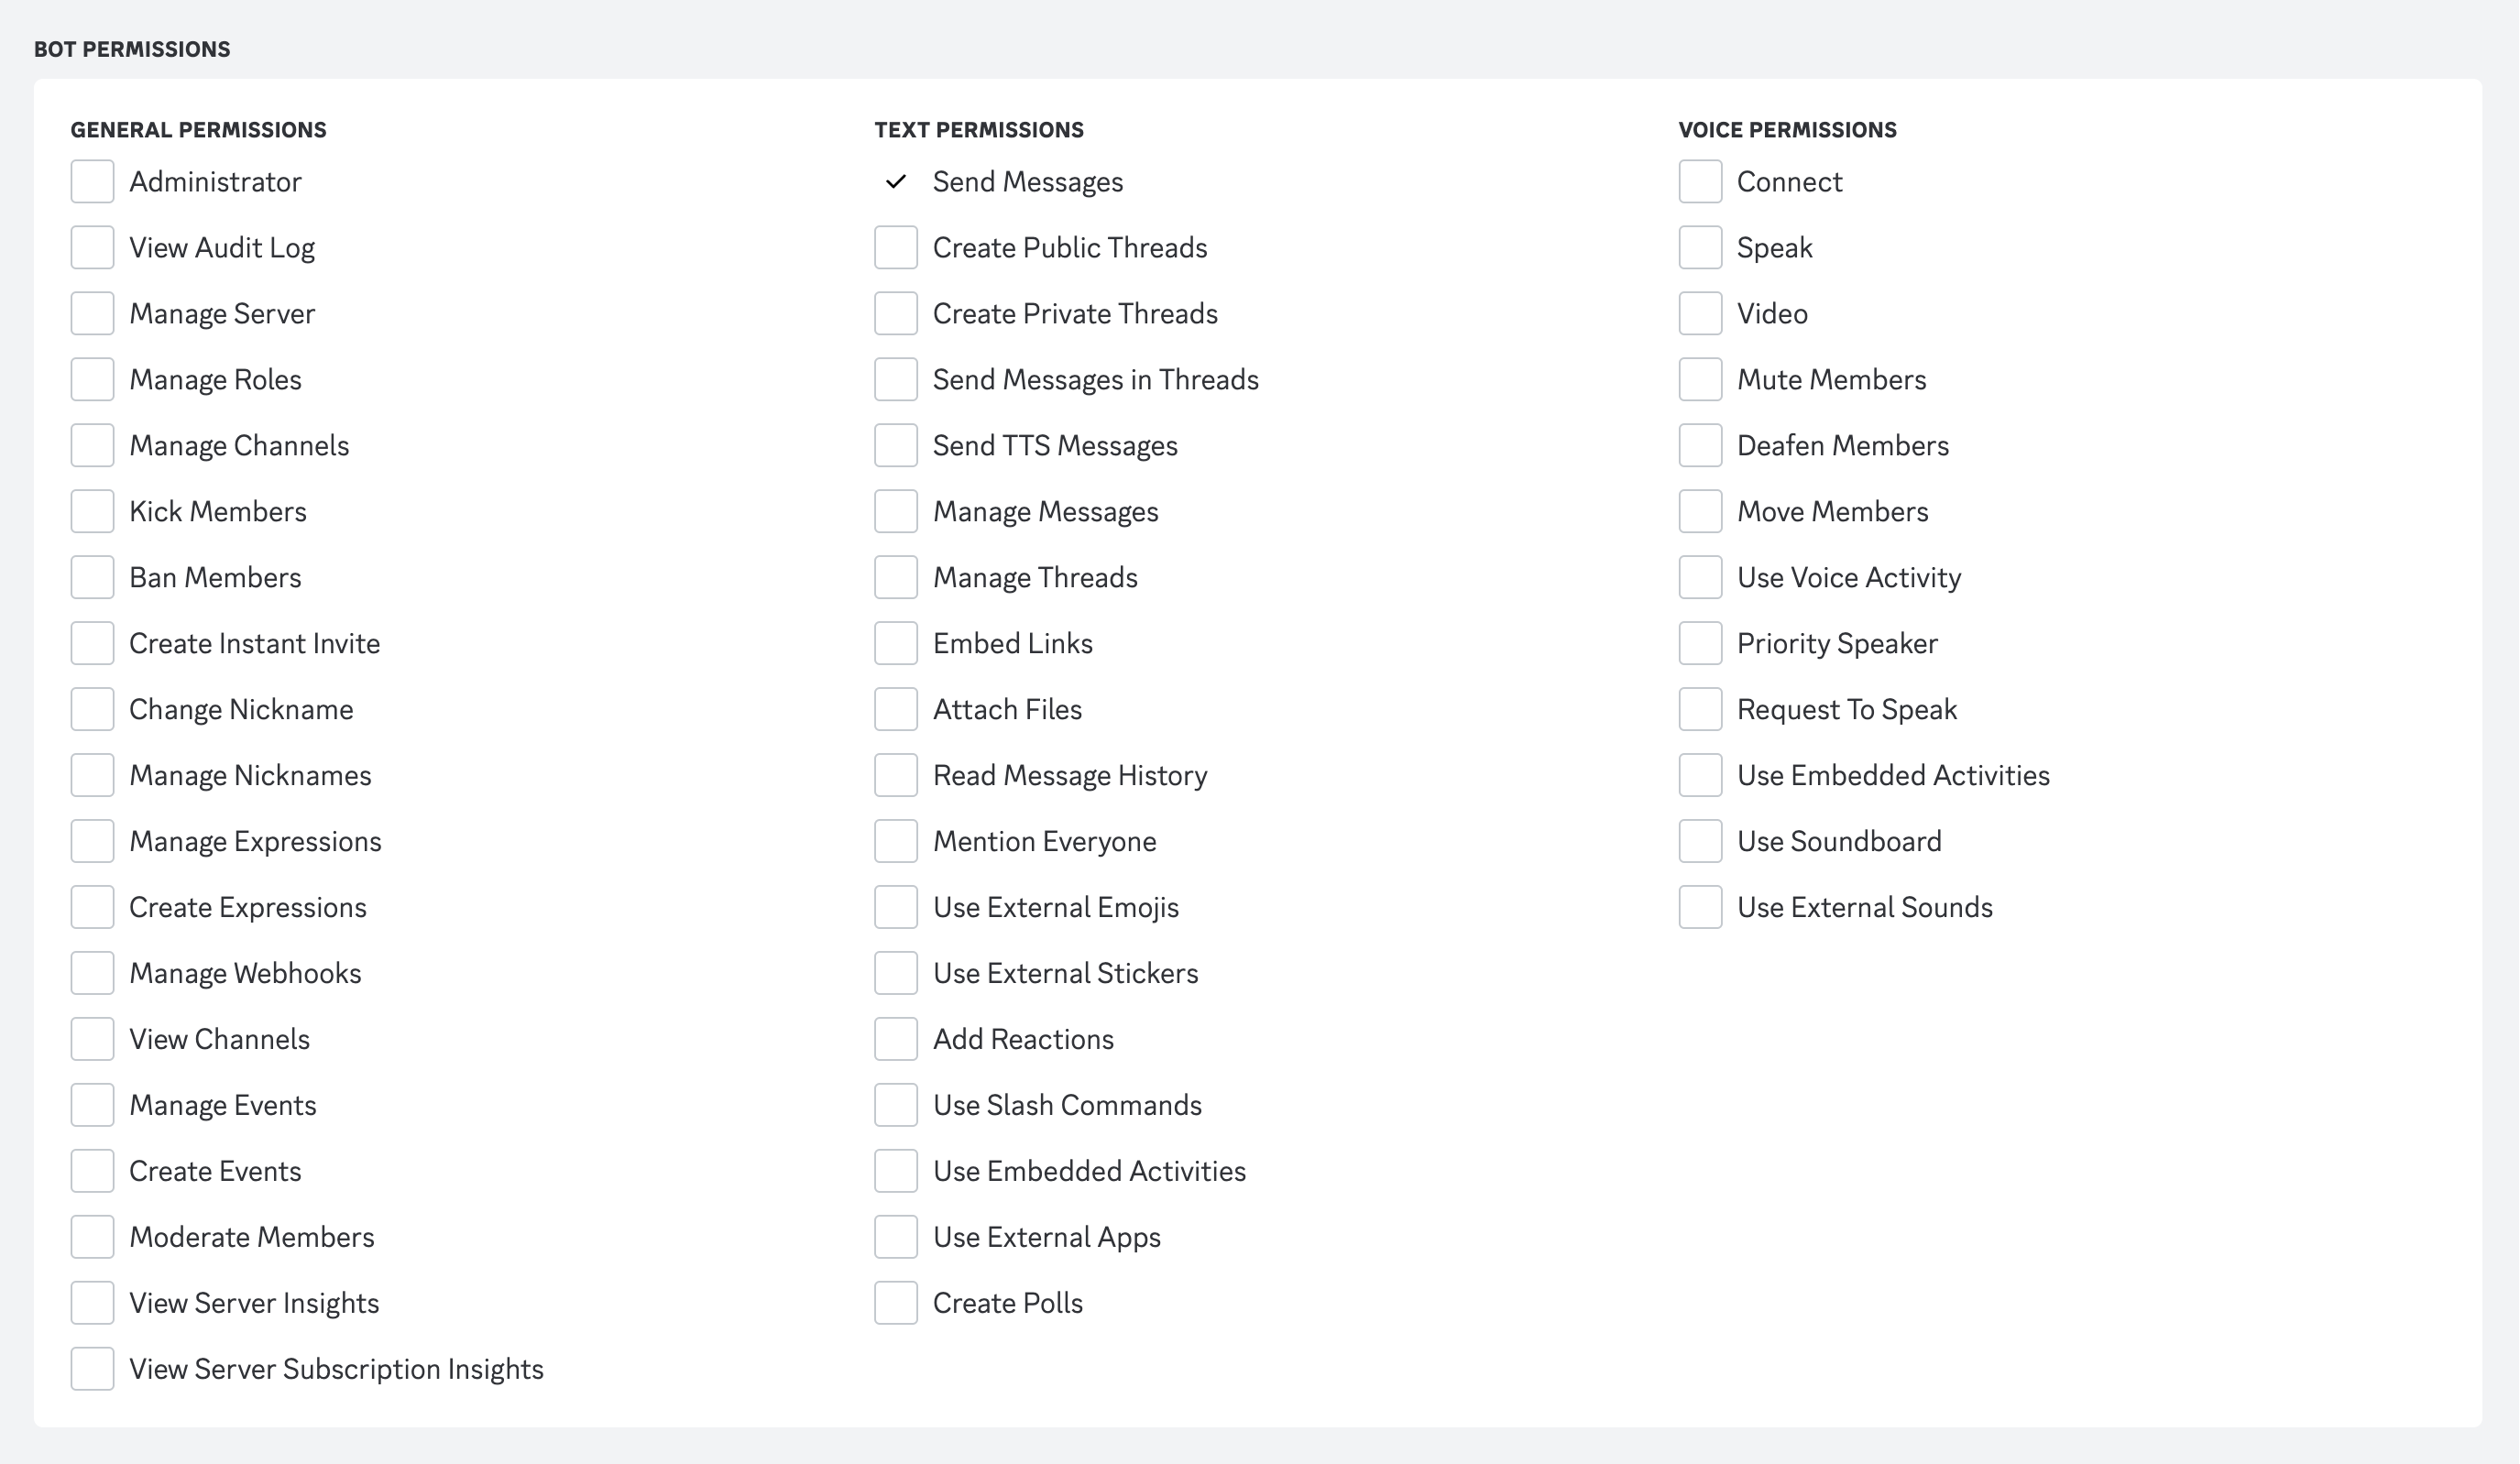 BOT PERMISSIONS
GENERAL PERMISSIONS
Administrator
View Audit Log
Manage Server
Manage Roles
Manage Channels
Kick Members
Ban Members
Create Instant Invite
Change Nickname
Manage Nicknames
Manage Expressions
Create Expressions
Manage Webhooks
View Channels
Manage Events
Create Events
Moderate Members
View Server Insights
View Server Subscription Insights
TEXT PERMISSIONS
Send Messages
Create Public Threads
Create Private Threads
Send Messages in Threads
Send TTS Messages
Manage Messages
Manage Threads
Embed Links
Attach Files
Read Message History
Mention Everyone
Use External Emojis
Use External Stickers
Add Reactions
Use Slash Commands
Use Embedded Activities
Use External Apps
Create Polls
VOICE PERMISSIONS
Connect
Speak
Video
Mute Members
Deafen Members
Move Members
Use Voice Activity
Priority Speaker
Request To Speak
Use Embedded Activities
Use Soundboard
Use External Sounds